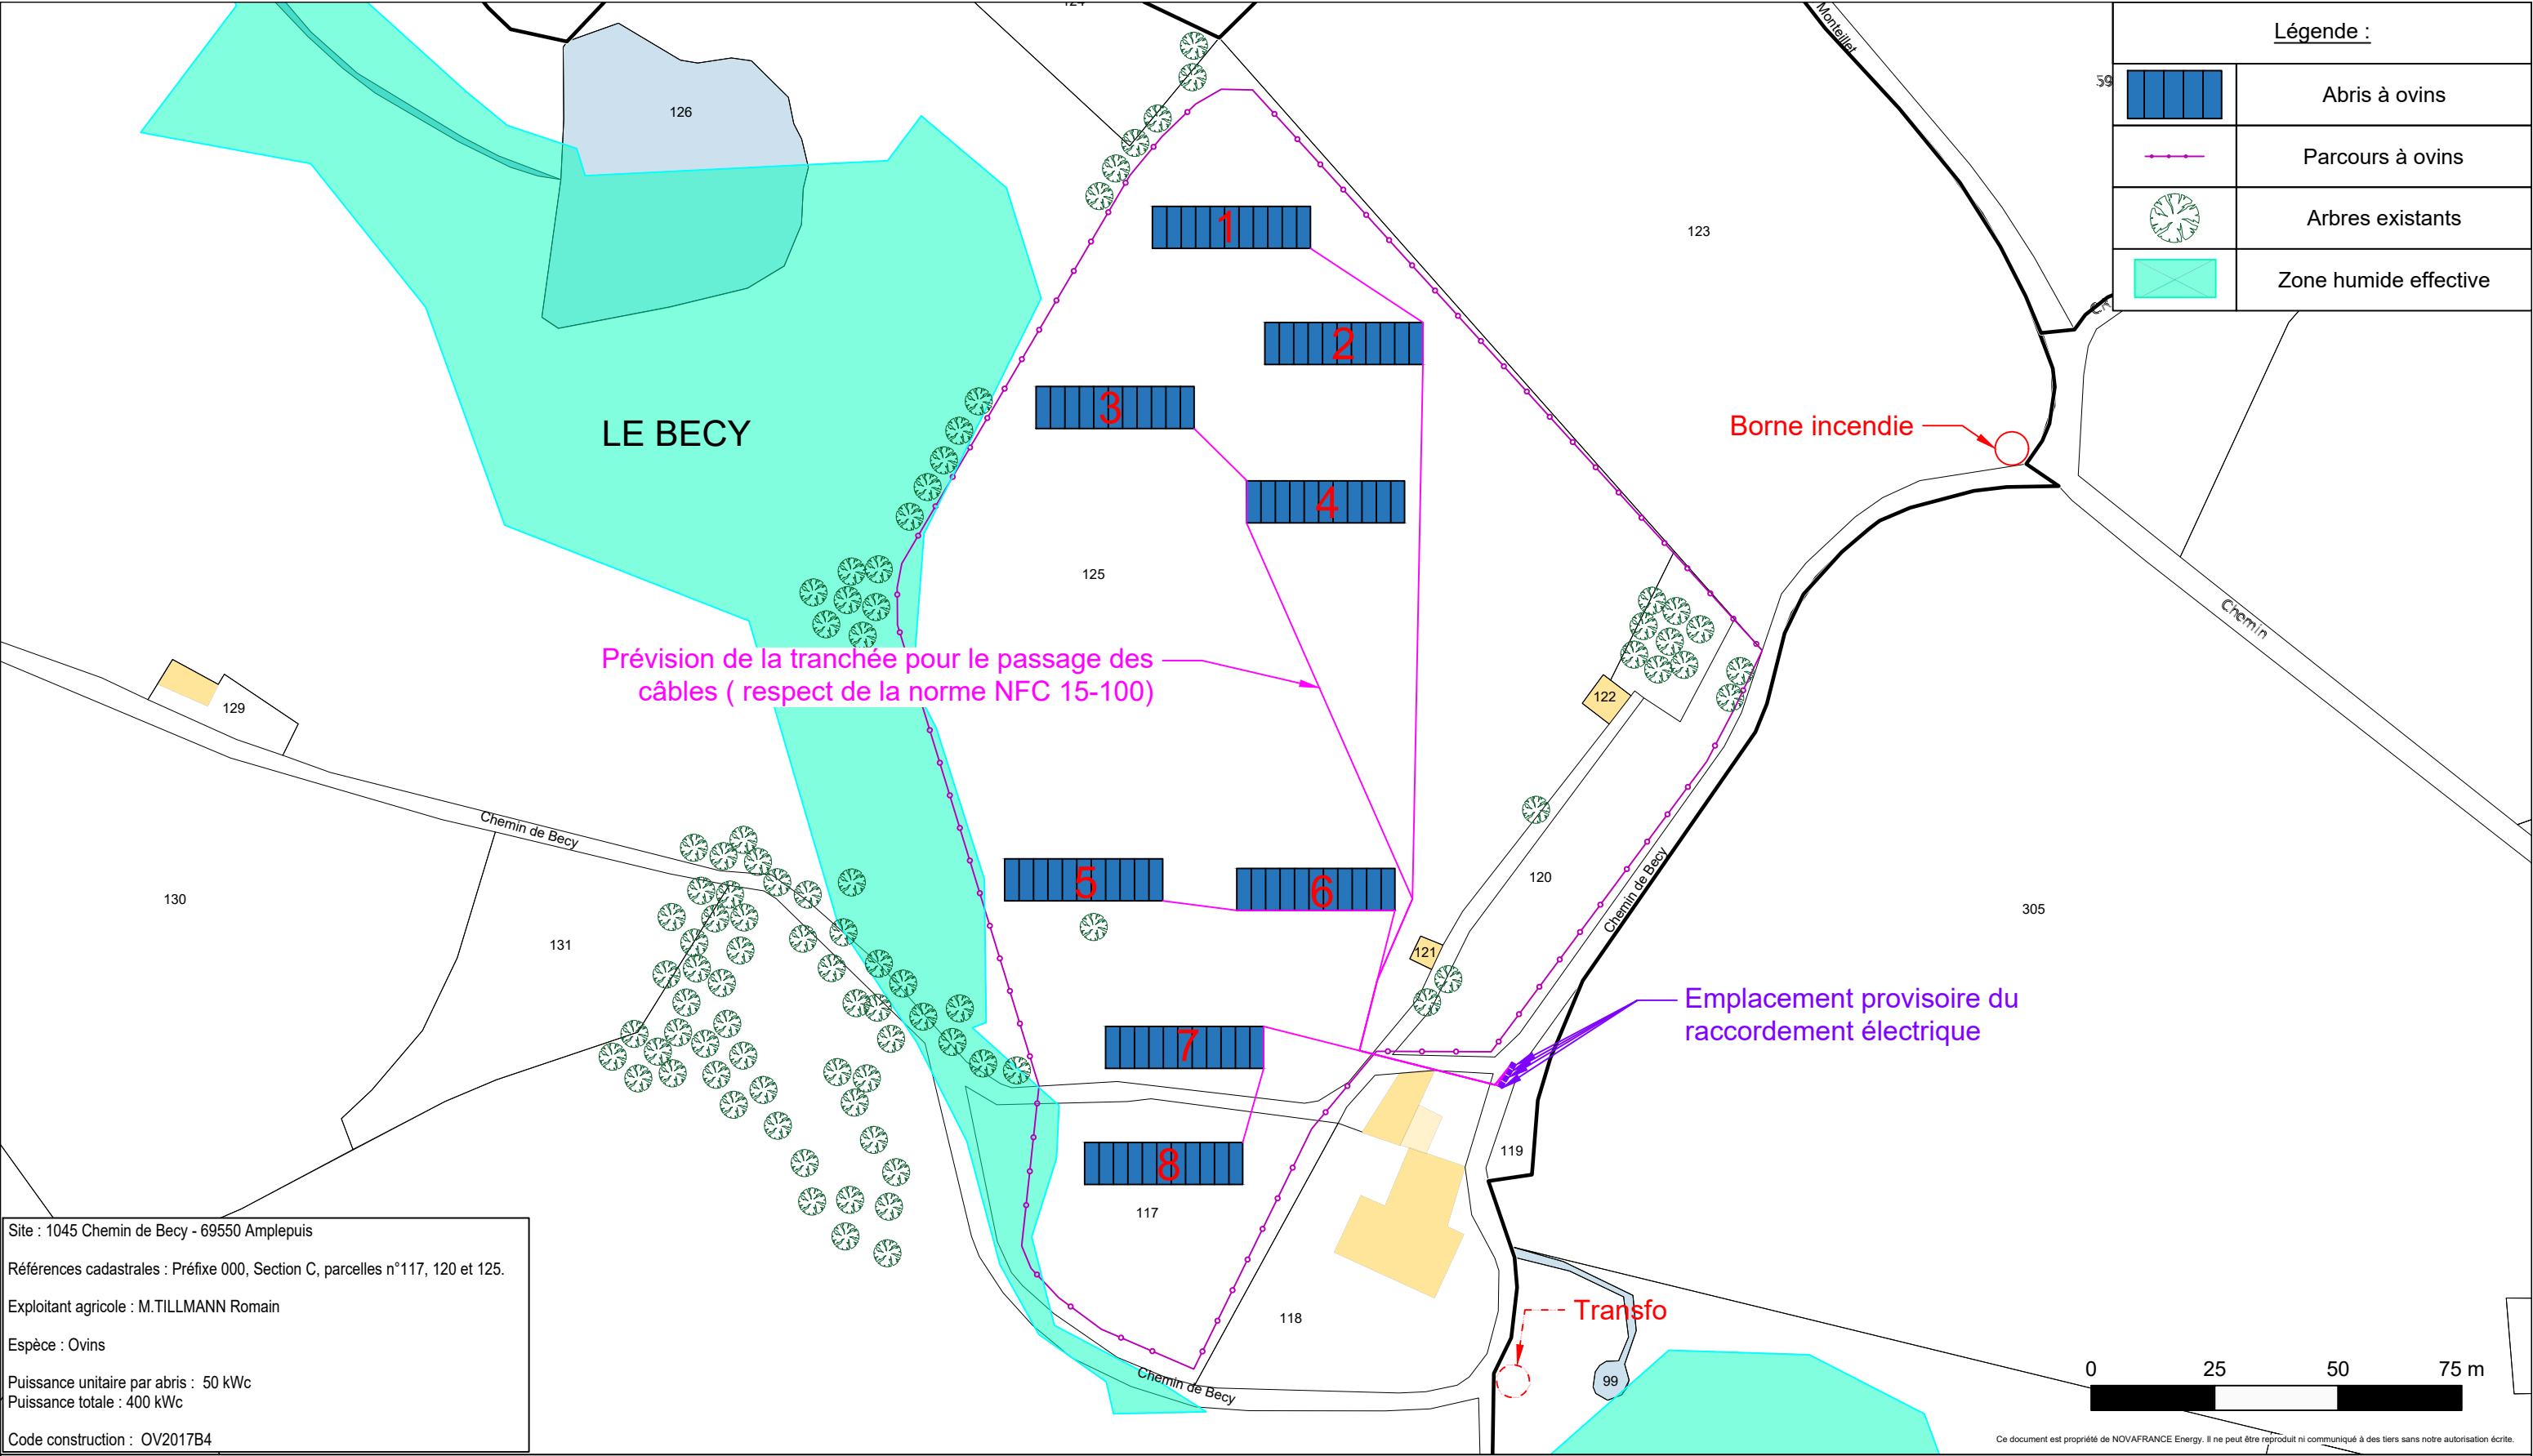 124
Monteillet
59
Légende :
Abris à ovins
Parcours à ovins
Arbres existants
Zone humide effective
126
123
1
2
3
4
LE BECY
Borne incendie
125
Chemin
Prévision de la tranchée pour le passage des
câbles ( respect de la norme NFC 15-100)
122
129
Chemin de Becy
130
131
5
6
120
Chemin de Becy
305
121
Emplacement provisoire du
raccordement électrique
7
8
119
117
118
Transfo
99
Chemin de Becy
Site : 1045 Chemin de Becy - 69550 Amplepuis
Références cadastrales : Préfixe 000, Section C, parcelles n°117, 120 et 125.
Exploitant agricole : M.TILLMANN Romain
Espèce : Ovins
Puissance unitaire par abris : 50 kWc
Puissance totale : 400 kWc
Code construction : OV2017B4
0 25 50 75 m
Ce document est propriété de NOVAFRANCE Energy. Il ne peut être reproduit ni communiqué à des tiers sans notre autorisation écrite.